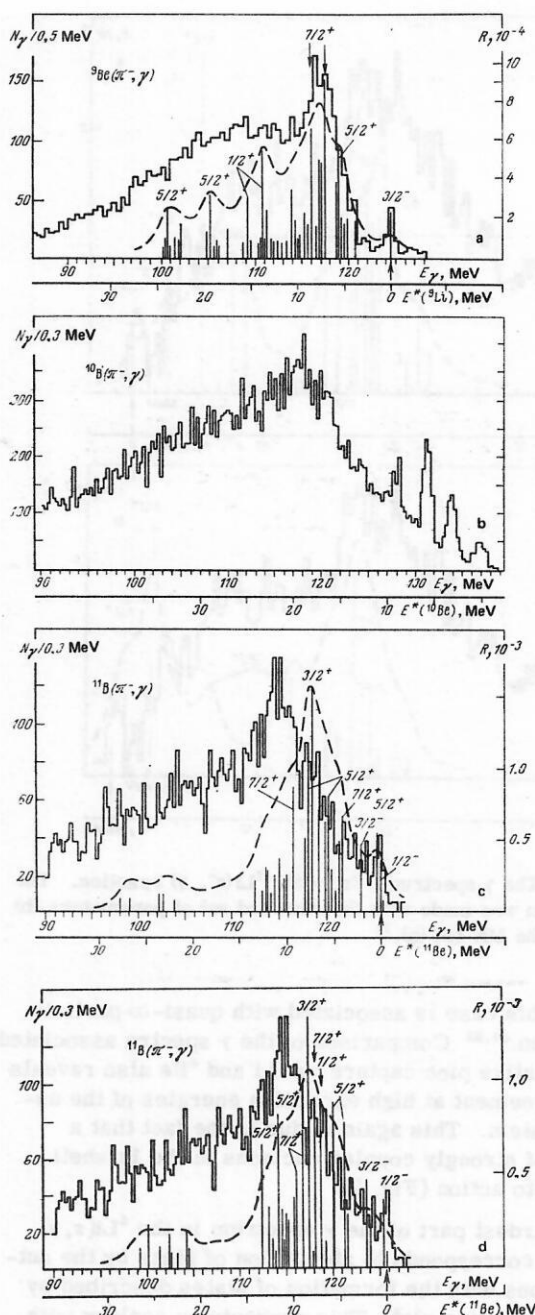 Nγ/0,5 MeV
R, 10⁻⁴
⁹Be(π⁻,γ)
7/2⁺
150
100
50
10
8
6
4
2
5/2⁺
5/2⁺
1/2⁺
5/2⁺
3/2⁻
a
90 100 110 120
Eγ, MeV
30 20 10 0 E*(⁹Li), MeV
Nγ/0.3 MeV
¹⁰B(π⁻,γ)
200
b
90 100 110 120 130 Eγ, MeV
30 20 10 E*(¹⁰Be), MeV
Nγ/0.3 MeV
R, 10⁻³
¹¹B(π⁻,γ)
3/2⁺
100
60
20
1.0
0.5
7/2⁺
5/2⁺
7/2⁺
5/2⁺
3/2⁻
1/2⁻
c
90 100 110 120
Eγ, MeV
30 20 10 0 E*(¹¹Be), MeV
Nγ/0.3 MeV
R, 10⁻³
¹¹B(π⁻,γ)
3/2⁺
7/2⁺
7/2⁺
100
60
20
1,0
0,5
5/2⁺
5/2⁺
7/2⁺
3/2⁻
1/2⁻
d
90 100 110 120
Eγ, MeV
30 20 10 0 E*(¹¹Be), MeV